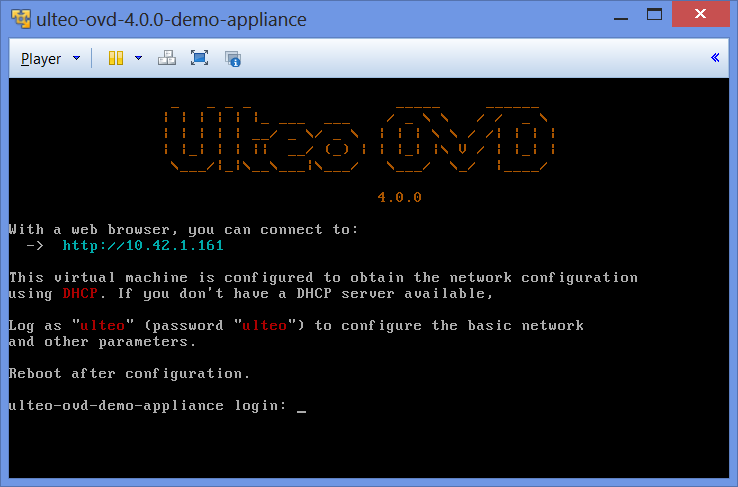 ulteo-ovd-4.0.0-demo-appliance
Player
Ulteo OVD
4.0.0
With a web browser, you can connect to:
-> http://10.42.1.161
This virtual machine is configured to obtain the network configuration
using DHCP. If you don't have a DHCP server available,
Log as "ulteo" (password "ulteo") to configure the basic network
and other parameters.
Reboot after configuration.
ulteo-ovd-demo-appliance login: _